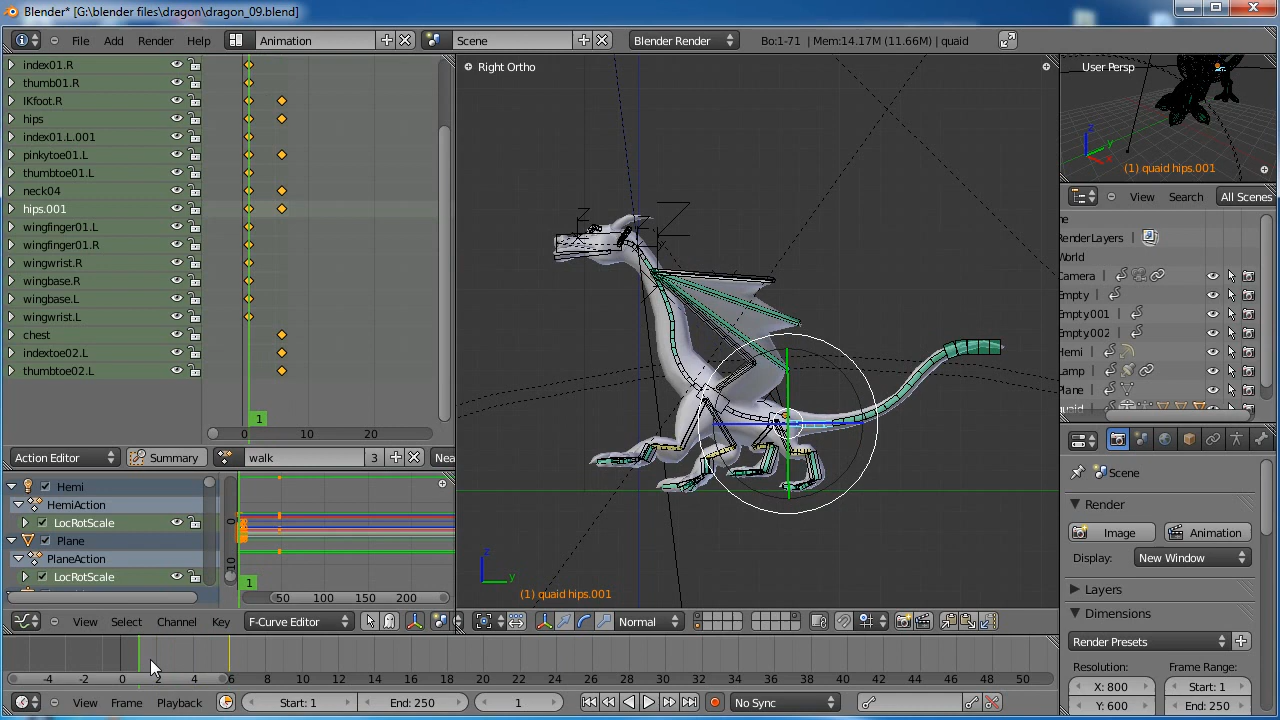 Blender* [G:\blender files\dragon\dragon_09.blend]
File Add Render Help Animation Scene Blender Render Bo:1-71 | Mem:14.17M (11.66M) | quaid
index01.R
thumb01.R
IKfoot.R
hips
index01.L.001
pinkytoe01.L
thumbtoe01.L
neck04
hips.001
wingfinger01.L
wingfinger01.R
wingwrist.R
wingbase.R
wingbase.L
wingwrist.L
chest
indextoe02.L
thumbtoe02.L
1
0 10 20
Action Editor Summary walk 3 Nea
Hemi
HemiAction
LocRotScale
Plane
PlaneAction
LocRotScale
0
10
1
50 100 150 200
View Select Channel Key F-Curve Editor
Right Ortho
z
y
(1) quaid hips.001
Normal
User Persp
z
y
x
(1) quaid hips.001
View Search All Scenes
ne
RenderLayers |
World
Camera |
Empty |
Empty.001
Empty.002
Hemi |
Lamp |
Plane |
quaid
Scene
Render
Image Animation
Display: New Window
Layers
Dimensions
Render Presets
Resolution: Frame Range:
X: 800 Start: 1
Y: 600 End: 250
-4 -2 0 2 4 6 8 10 12 14 16 18 20 22 24 26 28 30 32 34 36 38 40 42 44 46 48 50
View Frame Playback Start: 1 End: 250 1 No Sync